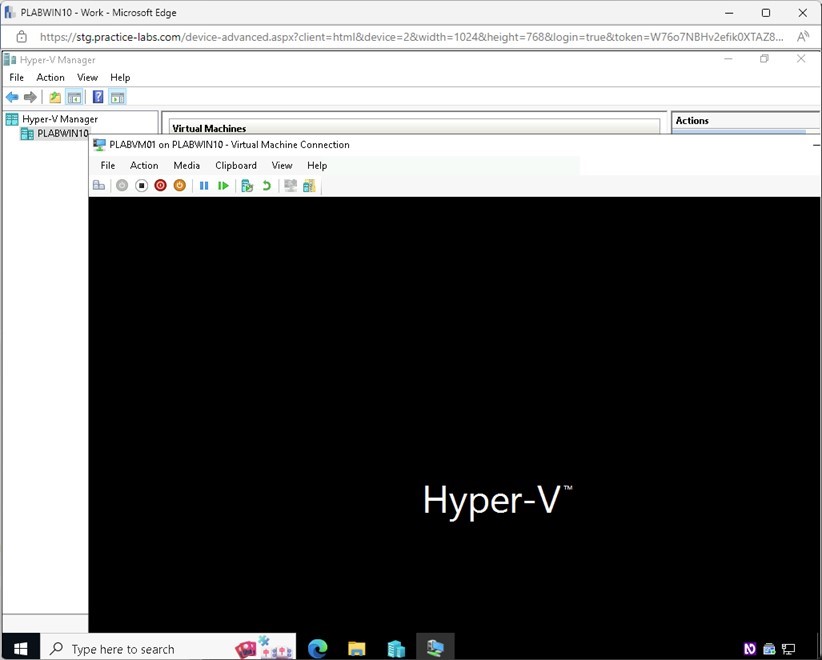 PLABWIN10 - Work - Microsoft Edge
https://stg.practice-labs.com/device-advanced.aspx?client=html&device=2&width=1024&height=768&login=true&token=W76o7NBHv2efik0XTAZ8...
Hyper-V Manager
File Action View Help
Hyper-V Manager
PLABWIN10
Virtual Machines
Actions
PLABVM01 on PLABWIN10 - Virtual Machine Connection
File Action Media Clipboard View Help
Hyper-V™
Type here to search